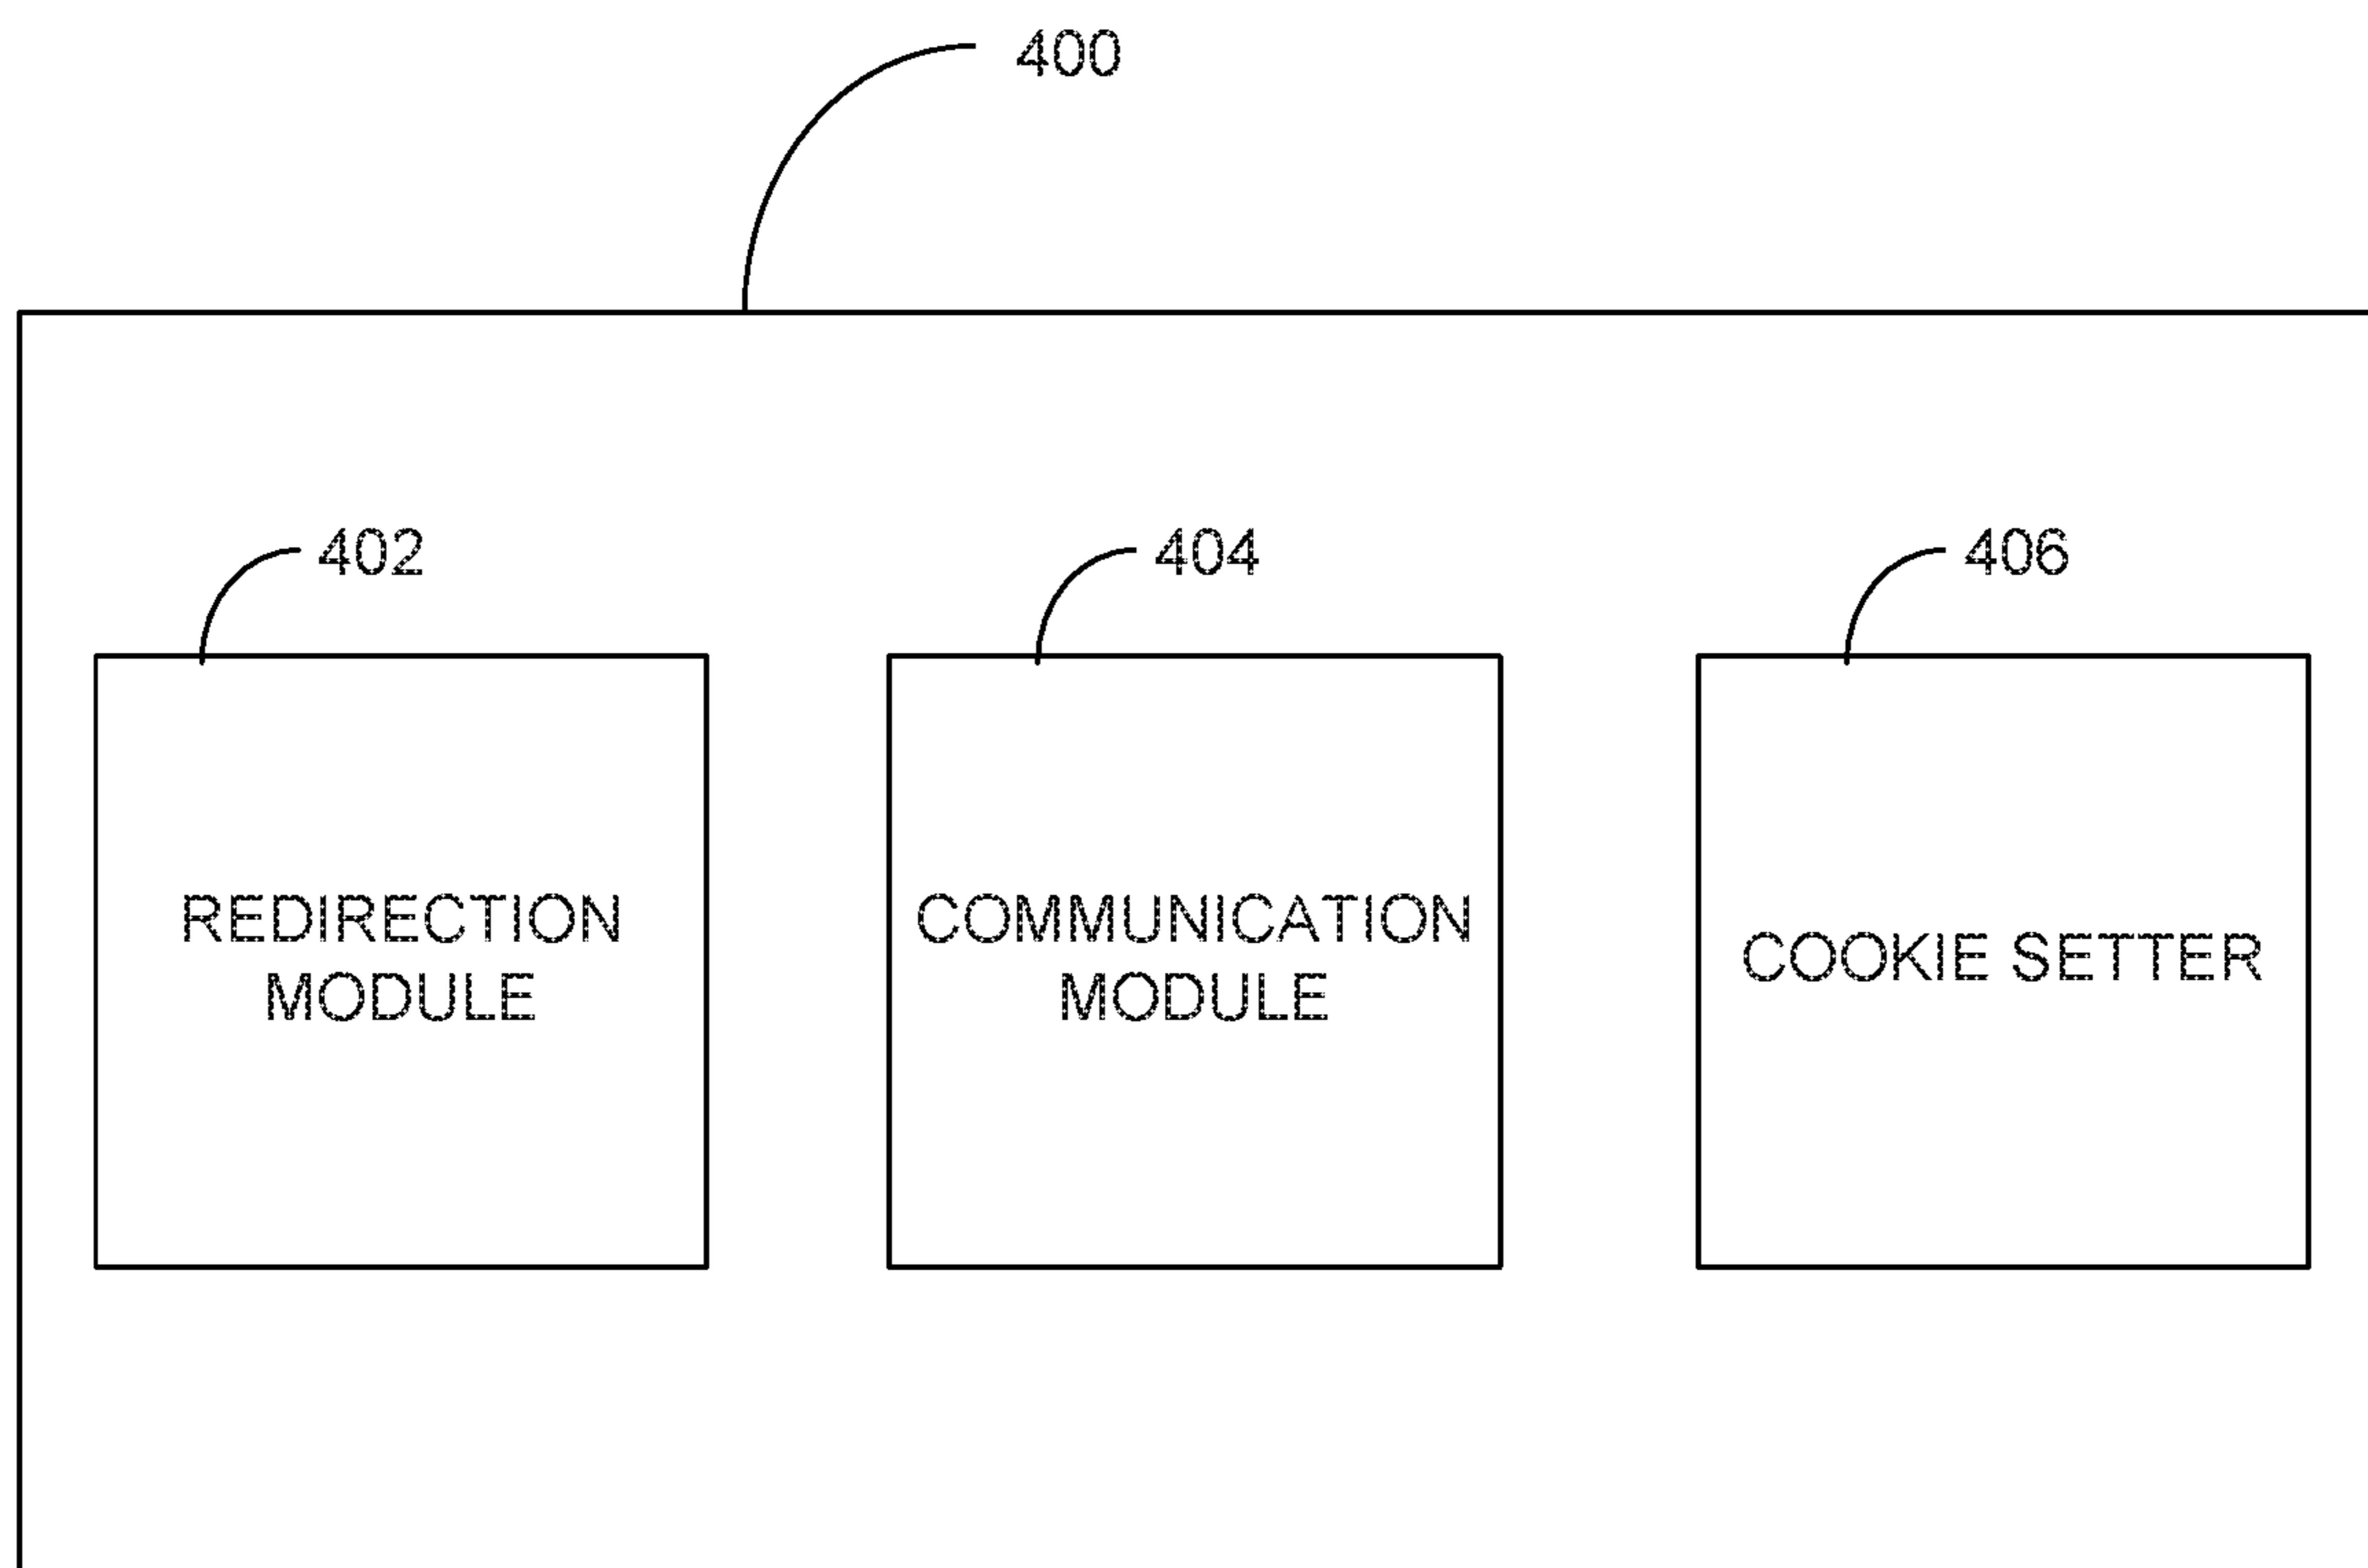 400
402
404
406
REDIRECTION
MODULE
COMMUNICATION
MODULE
COOKIE SETTER